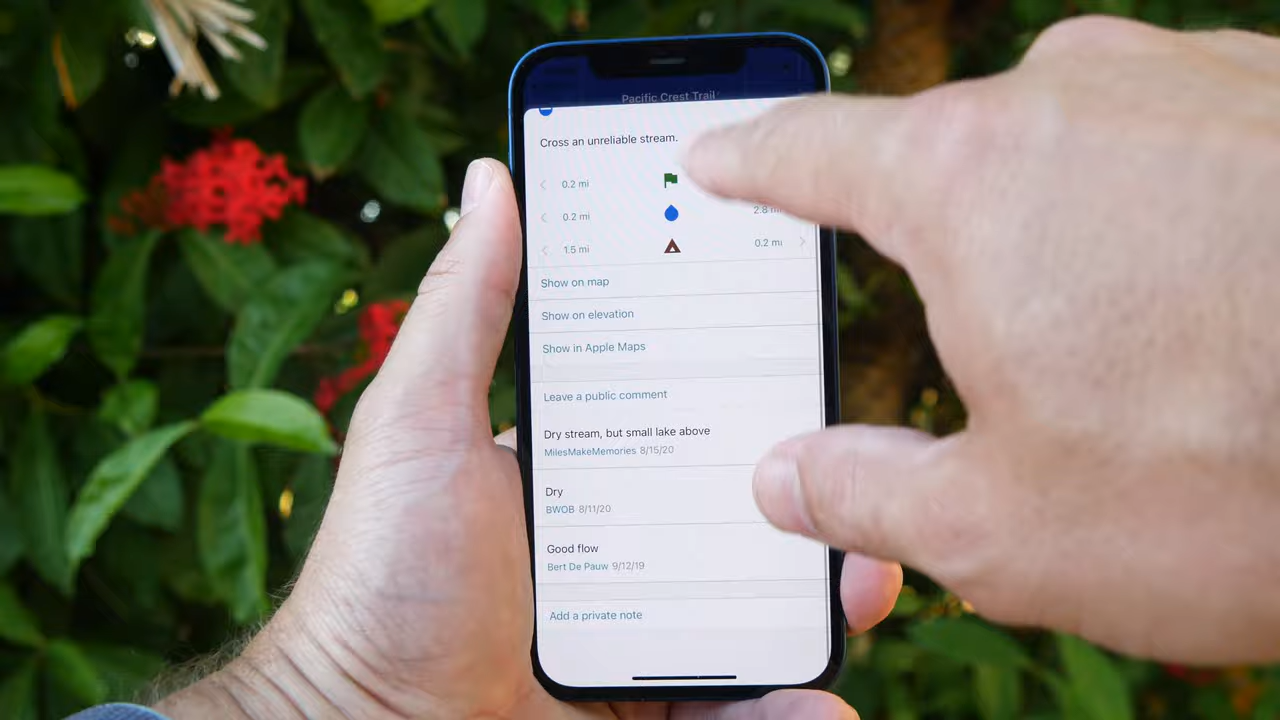 Pacific Crest Trail
Cross an unreliable stream.
0.2 mi
0.2 mi 2.8 mi
1.5 mi 0.2 mi
Show on map
Show on elevation
Show in Apple Maps
Leave a public comment
Dry stream, but small lake above
MilesMakeMemories 8/15/20
Dry
BWOB 8/11/20
Good flow
Bert De Pauw 9/12/19
Add a private note